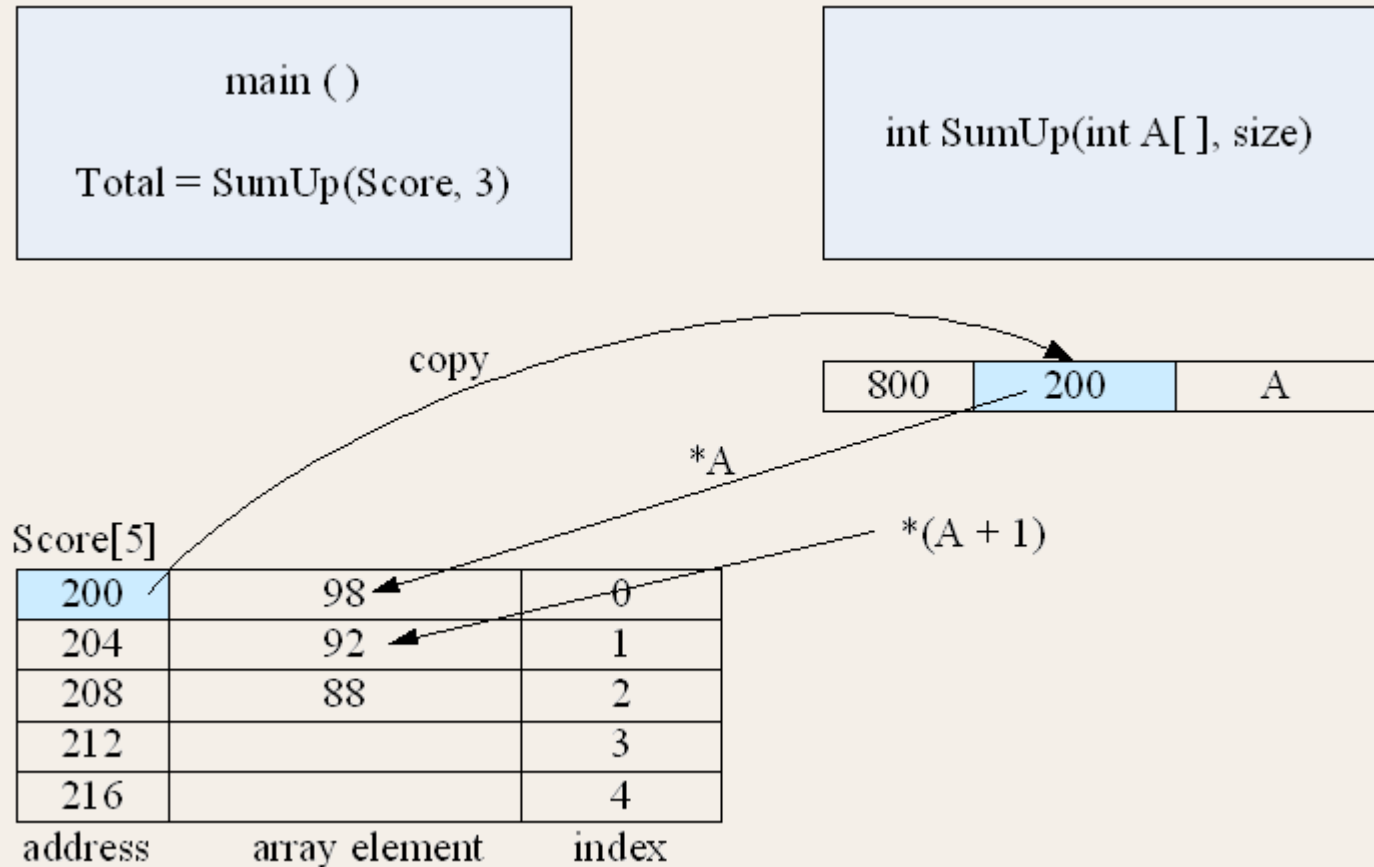 main ( )
Total = SumUp(Score, 3)
int SumUp(int A[ ], size)
copy
800 200 A
*A
*(A + 1)
Score[5]
200 98 0
204 92 1
208 88 2
212 3
216 4
address array element index